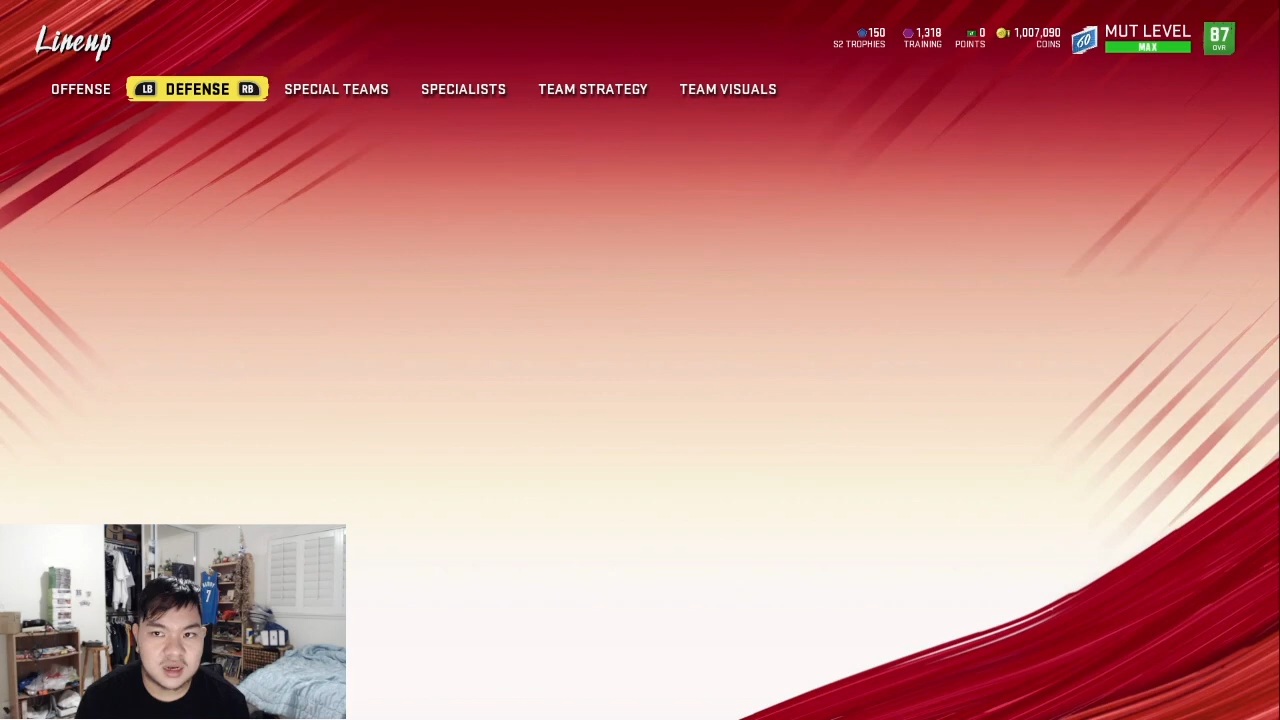 Lineup
150
S2 TROPHIES
1,318
TRAINING
0
POINTS
1,007,090
COINS
60
MUT LEVEL
MAX
87
OVR
OFFENSE
LB DEFENSE RB
SPECIAL TEAMS
SPECIALISTS
TEAM STRATEGY
TEAM VISUALS
7